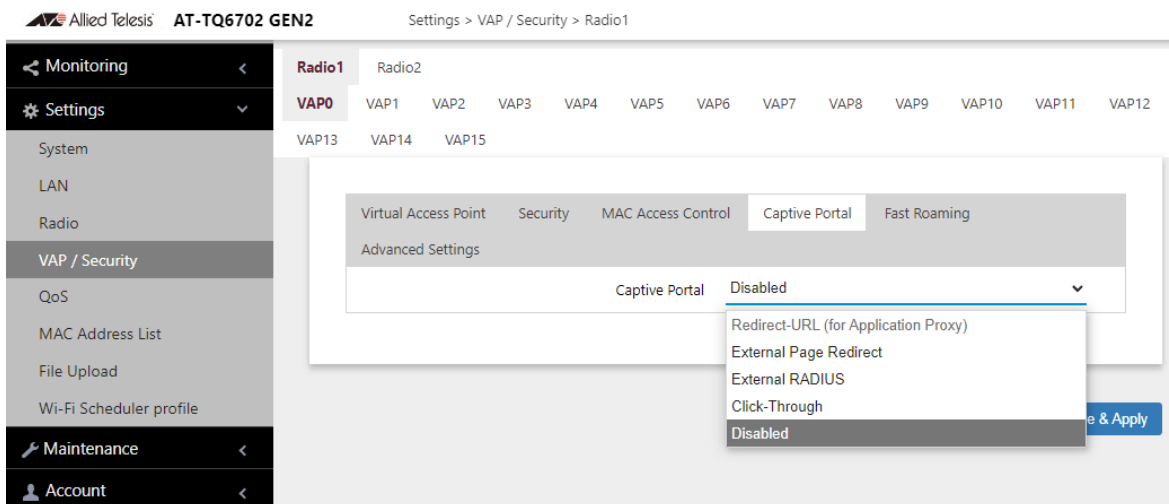 Allied Telesis AT-TQ6702 GEN2 Settings > VAP / Security > Radio1
Monitoring
Settings
System
LAN
Radio
VAP / Security
QoS
MAC Address List
File Upload
Wi-Fi Scheduler profile
Maintenance
Account
Radio1 Radio2
VAP0 VAP1 VAP2 VAP3 VAP4 VAP5 VAP6 VAP7 VAP8 VAP9 VAP10 VAP11 VAP12
VAP13 VAP14 VAP15
Virtual Access Point Security MAC Access Control Captive Portal Fast Roaming
Advanced Settings
Captive Portal Disabled
Redirect-URL (for Application Proxy)
External Page Redirect
External RADIUS
Click-Through
Disabled
e & Apply